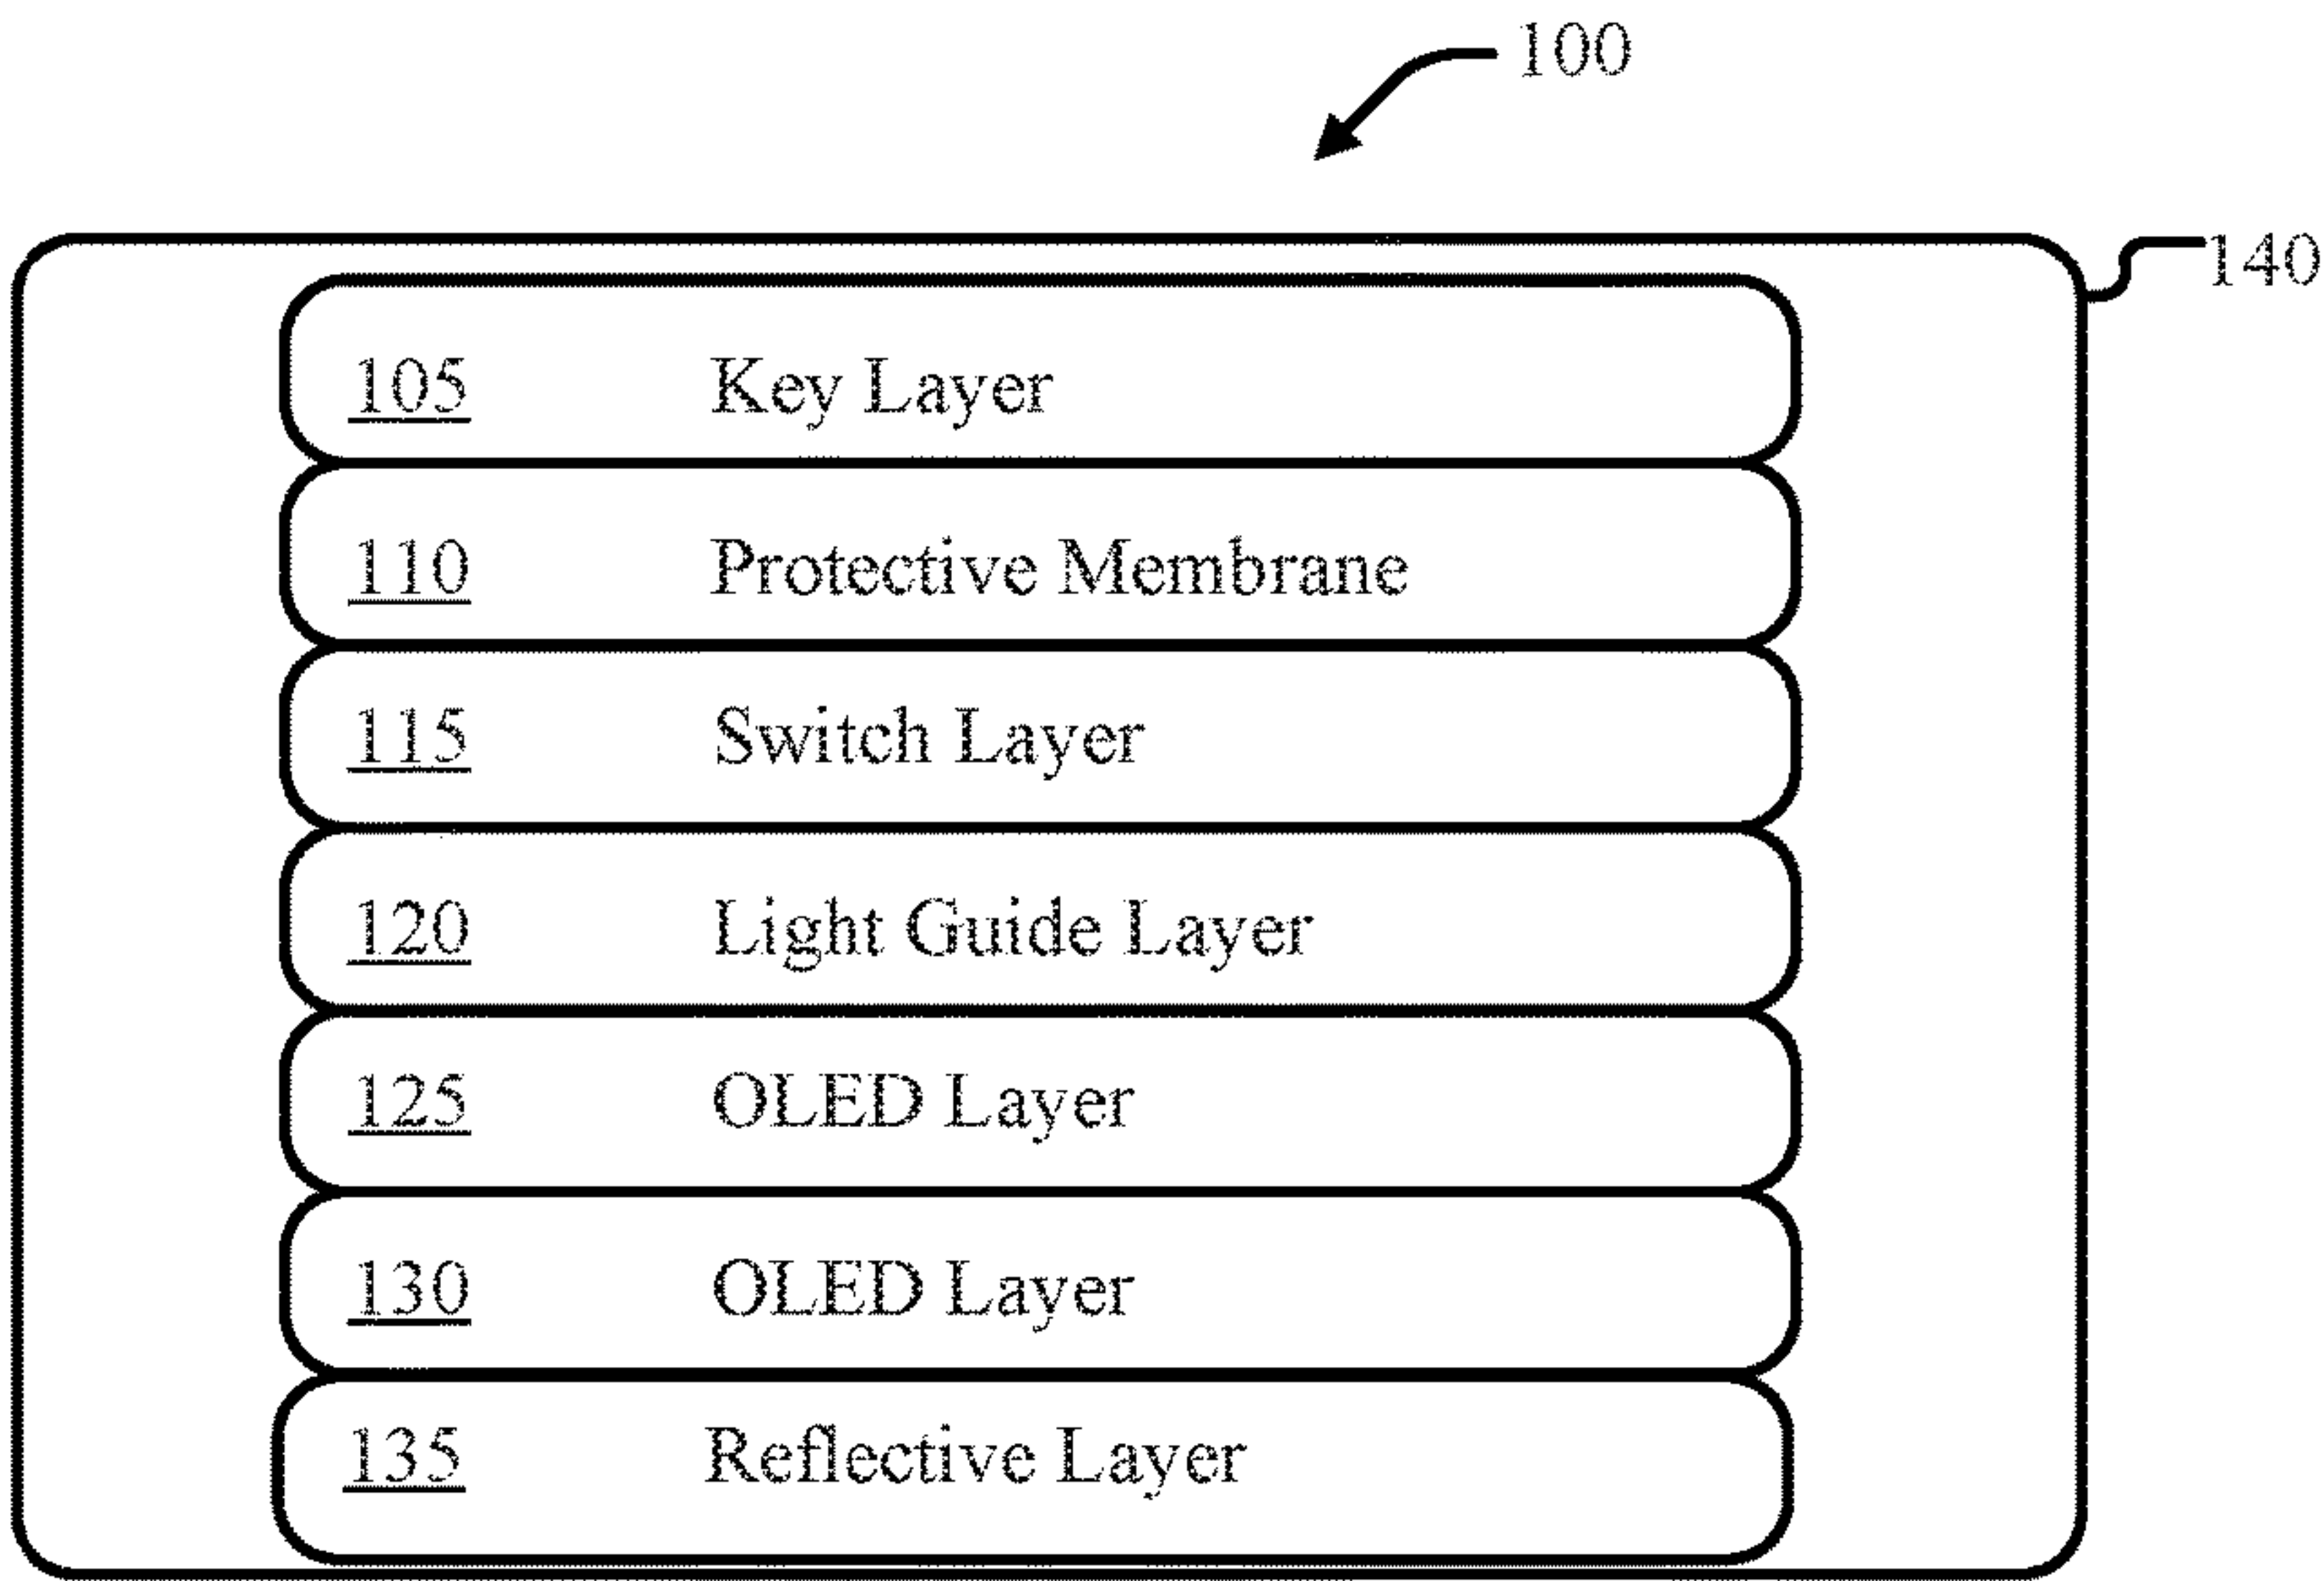 100
140
105 Key Layer
110 Protective Membrane
115 Switch Layer
120 Light Guide Layer
125 OLED Layer
130 OLED Layer
135 Reflective Layer